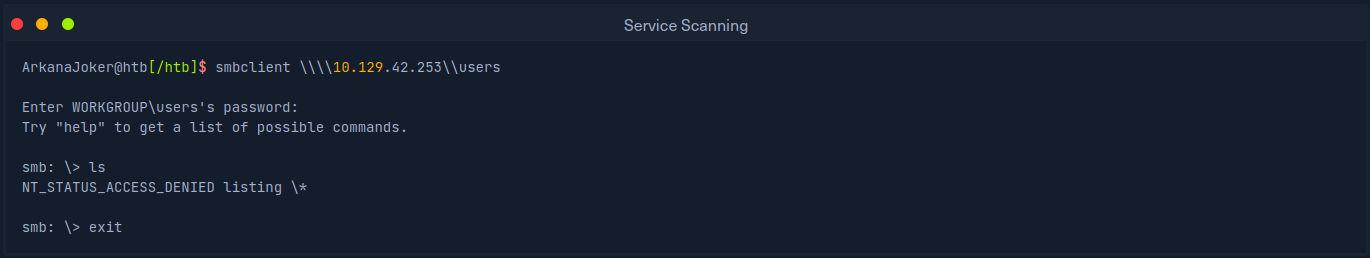 Service Scanning
ArkanaJoker@htb[/htb]$ smbclient \\\\10.129.42.253\\users
Enter WORKGROUP\users's password:
Try "help" to get a list of possible commands.
smb: \> ls
NT_STATUS_ACCESS_DENIED listing \*
smb: \> exit